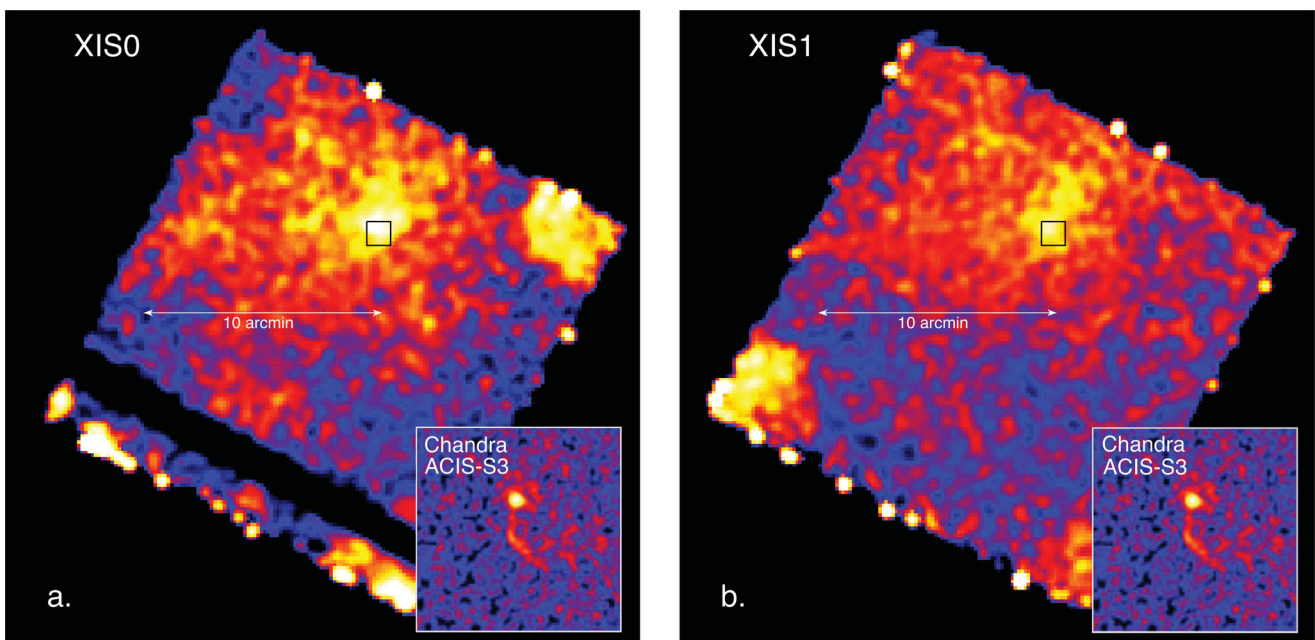 XIS0
10 arcmin
Chandra
ACIS-S3
a.
XIS1
10 arcmin
Chandra
ACIS-S3
b.